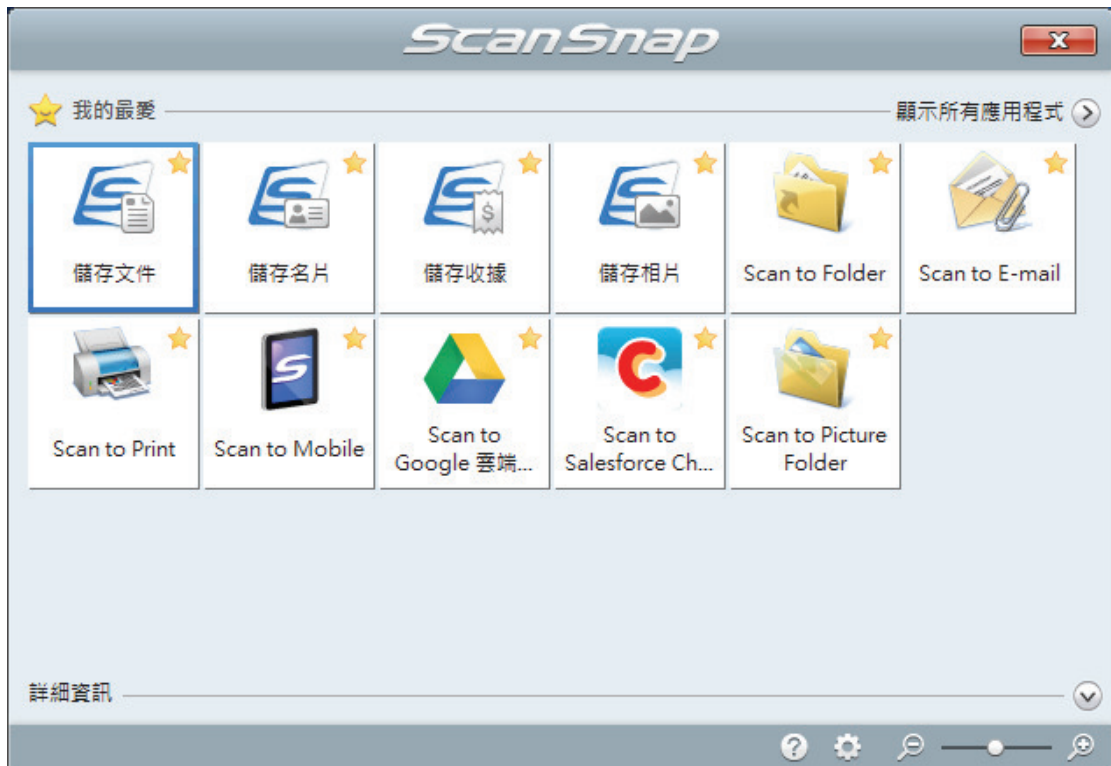 ScanSnap
我的最愛
顯示所有應用程式
儲存文件
儲存名片
儲存收據
儲存相片
Scan to Folder
Scan to E-mail
Scan to Print
Scan to Mobile
Scan to
Google 雲端...
Scan to
Salesforce Ch...
Scan to Picture
Folder
詳細資訊